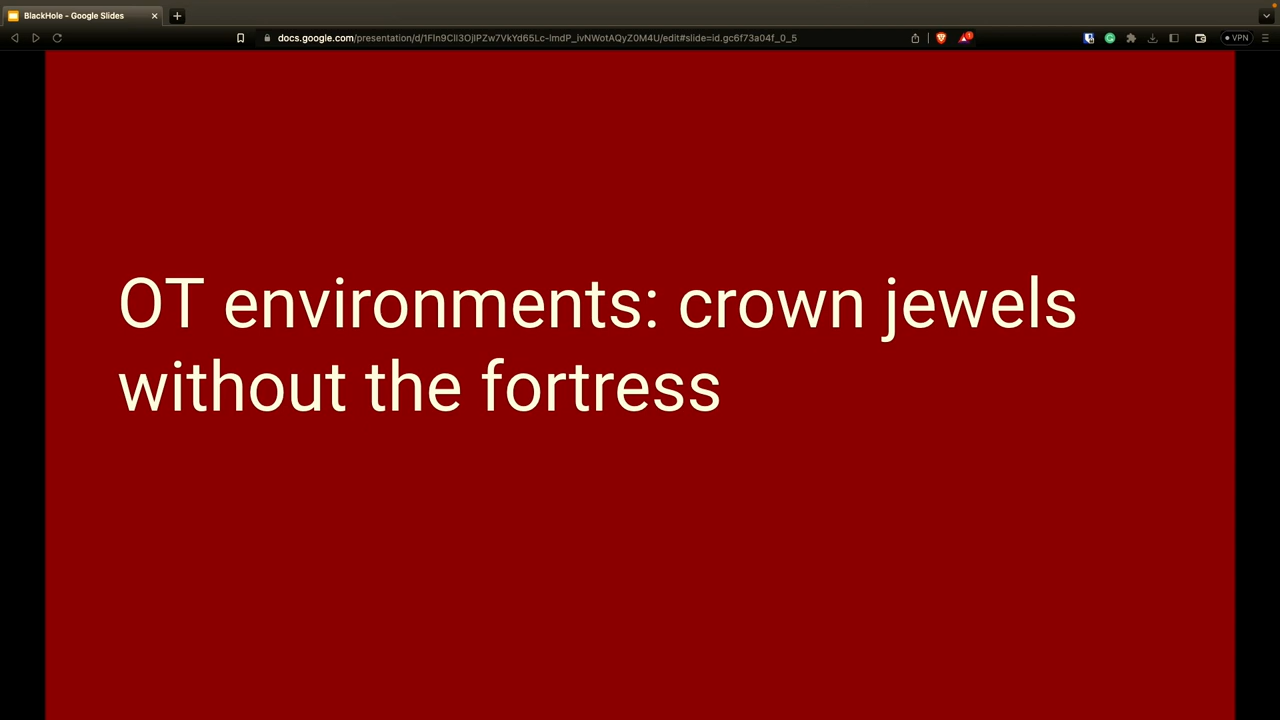 BlackHole - Google Slides
docs.google.com/presentation/d/1FIn9ClI3OjIPZw7VkYd65Lc-lmdP_ivNWotAQyZ0M4U/edit#slide=id.gc6f73a04f_0_5
1
VPN
OT environments: crown jewels
without the fortress